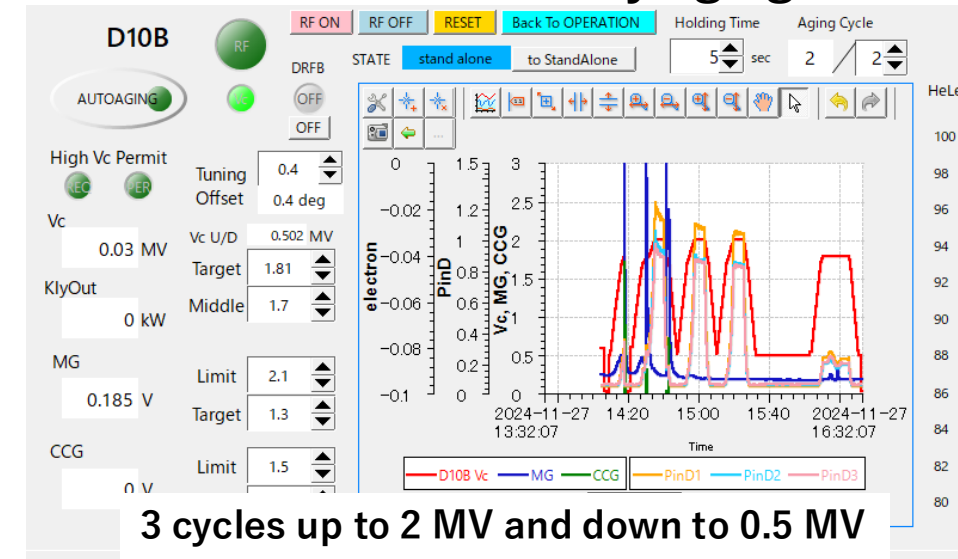 D10B
RF ON RF OFF RESET Back To OPERATION Holding Time Aging Cycle
RF
DRFB
STATE stand alone to StandAlone 5 sec 2 / 2
AUTOAGING
OFF
OFF
High Vc Permit
REQ PER
Tuning 0.4
Offset 0.4 deg
Vc
0.03 MV
Vc U/D 0.502 MV
Target 1.81
Middle 1.7
KlyOut
0 kW
MG
0.185 V
Limit 2.1
Target 1.3
CCG
0 V
Limit 1.5
electron
0
-0.02
-0.04
-0.06
-0.08
-0.1
PinD
1.5
1.2
1
0.8
0.6
0.4
0.2
0
Vc, MG, CCG
3
2.5
2
1.5
1
0.5
0
2024-11-27 14:20 15:00 15:40 2024-11-27
13:32:07 16:32:07
Time
D10B Vc MG CCG PinD1 PinD2 PinD3
HeLe
100
98
96
94
92
90
88
86
84
82
80
3 cycles up to 2 MV and down to 0.5 MV